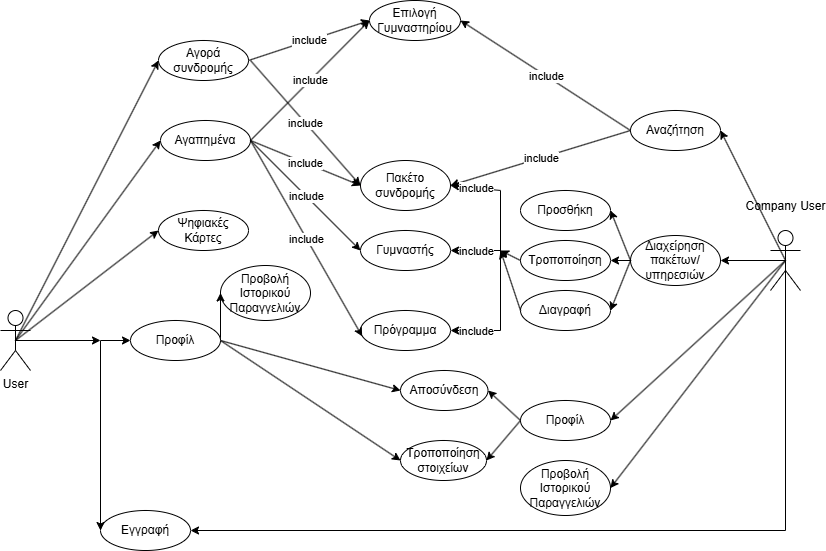 Επιλογή
Γυμναστηρίου
include
Αγορά
συνδρομής
include
include
include
Αγαπημένα
Αναζήτηση
include
include
include
Πακέτο
συνδρομής
include
include
Company User
Προσθήκη
Ψηφιακές
Κάρτες
include
Γυμναστής
include
Τροποποίηση
Διαχείρηση
πακέτων/
υπηρεσιών
Προβολή
Ιστορικού
Παραγγελιών
Διαγραφή
Πρόγραμμα
include
Προφίλ
User
Αποσύνδεση
Προφίλ
Τροποποίηση
στοιχείων
Προβολή
Ιστορικού
Παραγγελιών
Εγγραφή